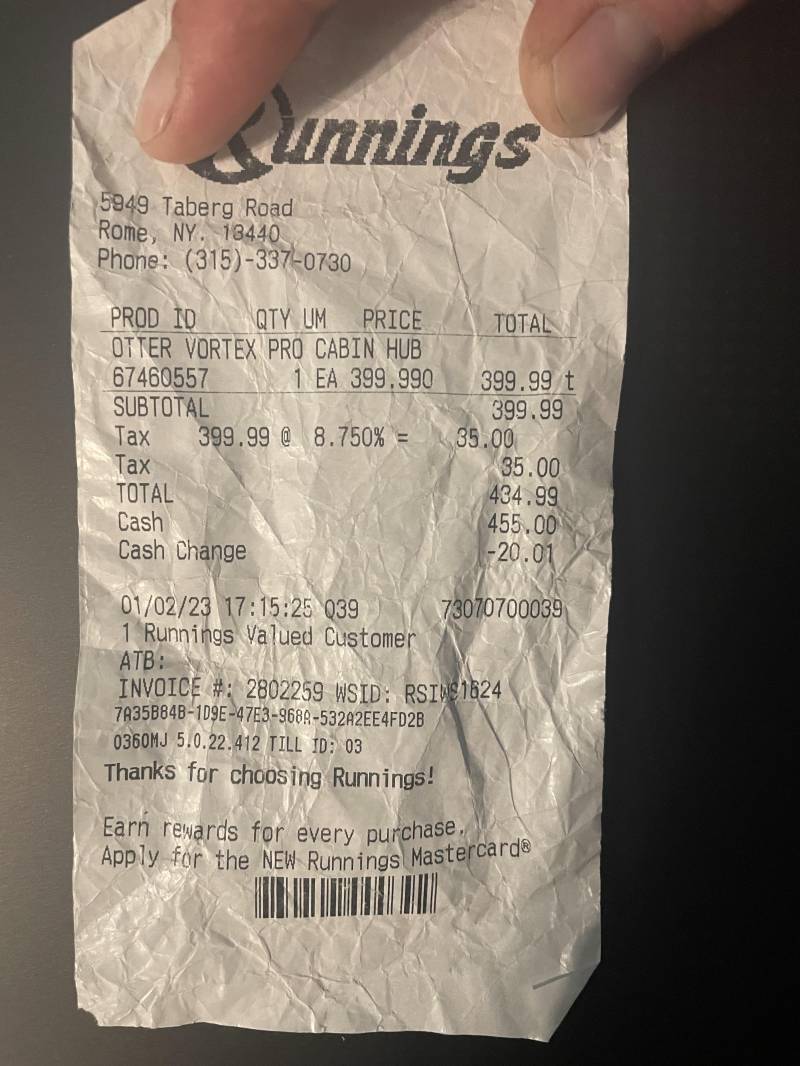 Runnings
5949 Taberg Road
Rome, NY. 13440
Phone: (315)-337-0730
PROD ID QTY UM PRICE TOTAL
OTTER VORTEX PRO CABIN HUB
67460557 1 EA 399.990 399.99 t
SUBTOTAL 399.99
Tax 399.99 @ 8.750% = 35.00
Tax 35.00
TOTAL 434.99
Cash 455.00
Cash Change -20.01
01/02/23 17:15:25 039 73070700039
1 Runnings Valued Customer
ATB:
INVOICE #: 2802259 WSID: RSIWS1624
7A35B84B-1D9E-47E3-968A-532A2EE4FD2B
0360MJ 5.0.22.412 TILL ID: 03
Thanks for choosing Runnings!
Earn rewards for every purchase.
Apply for the NEW Runnings Mastercard®